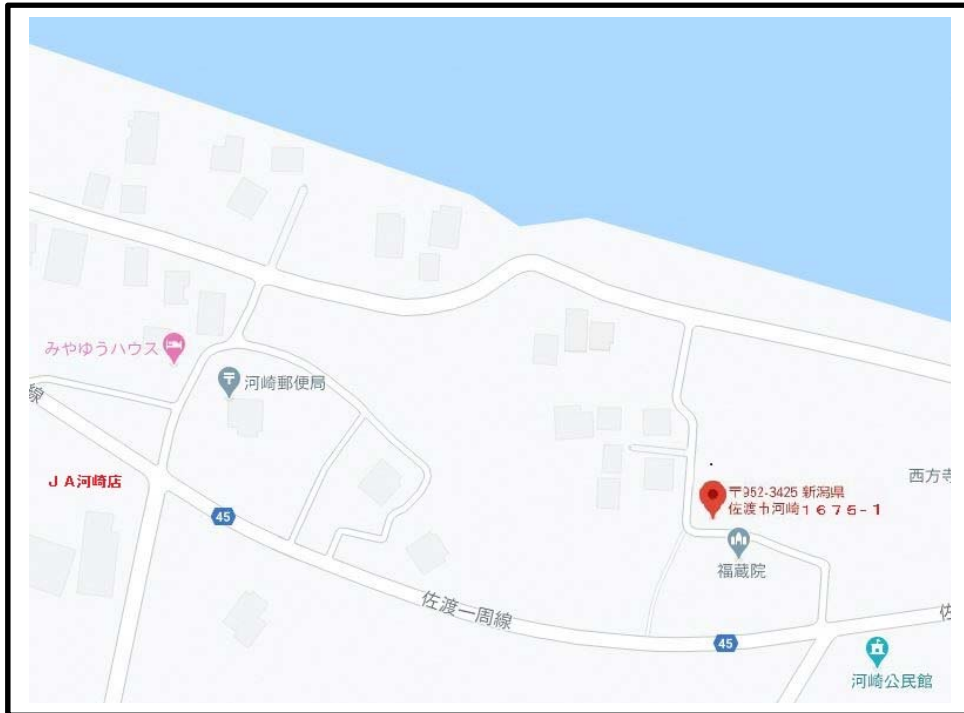 みやゆうハウス
河崎郵便局
線
JA河崎店
45
西方寺
〒952-3425 新潟県
佐渡市河崎1675-1
福蔵院
佐渡一周線
45
佐
河崎公民館